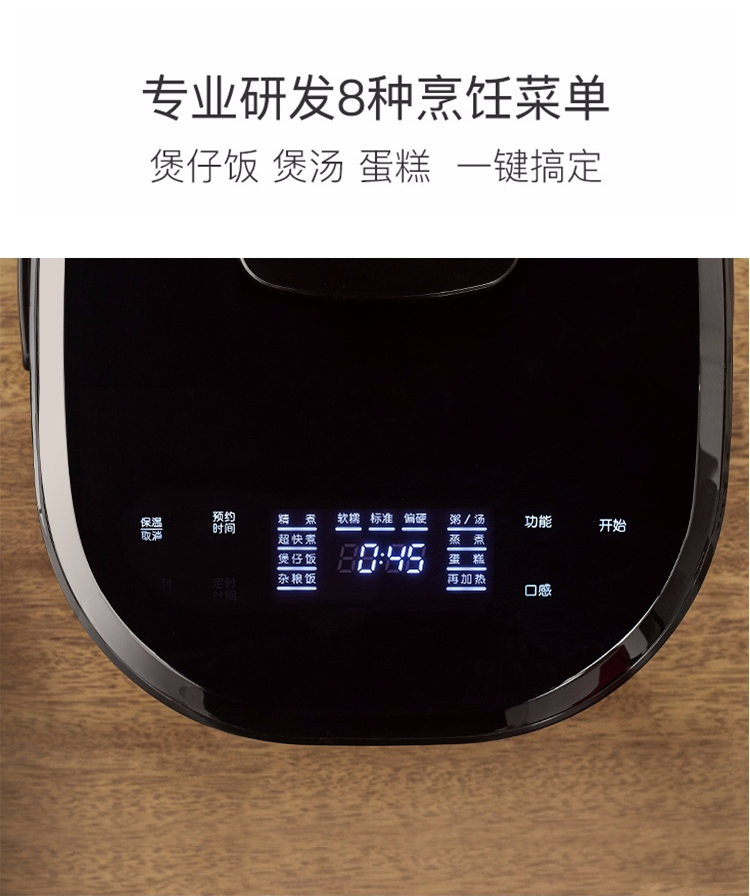 专业研发8种烹饪菜单
煲仔饭 煲汤 蛋糕 一键搞定
保温
取消
预约
时间
定时
时间
精煮
超快煮
煲仔饭
杂粮饭
软糯 标准 偏硬
0:45
粥/汤
蒸煮
蛋糕
再加热
功能
口感
开始